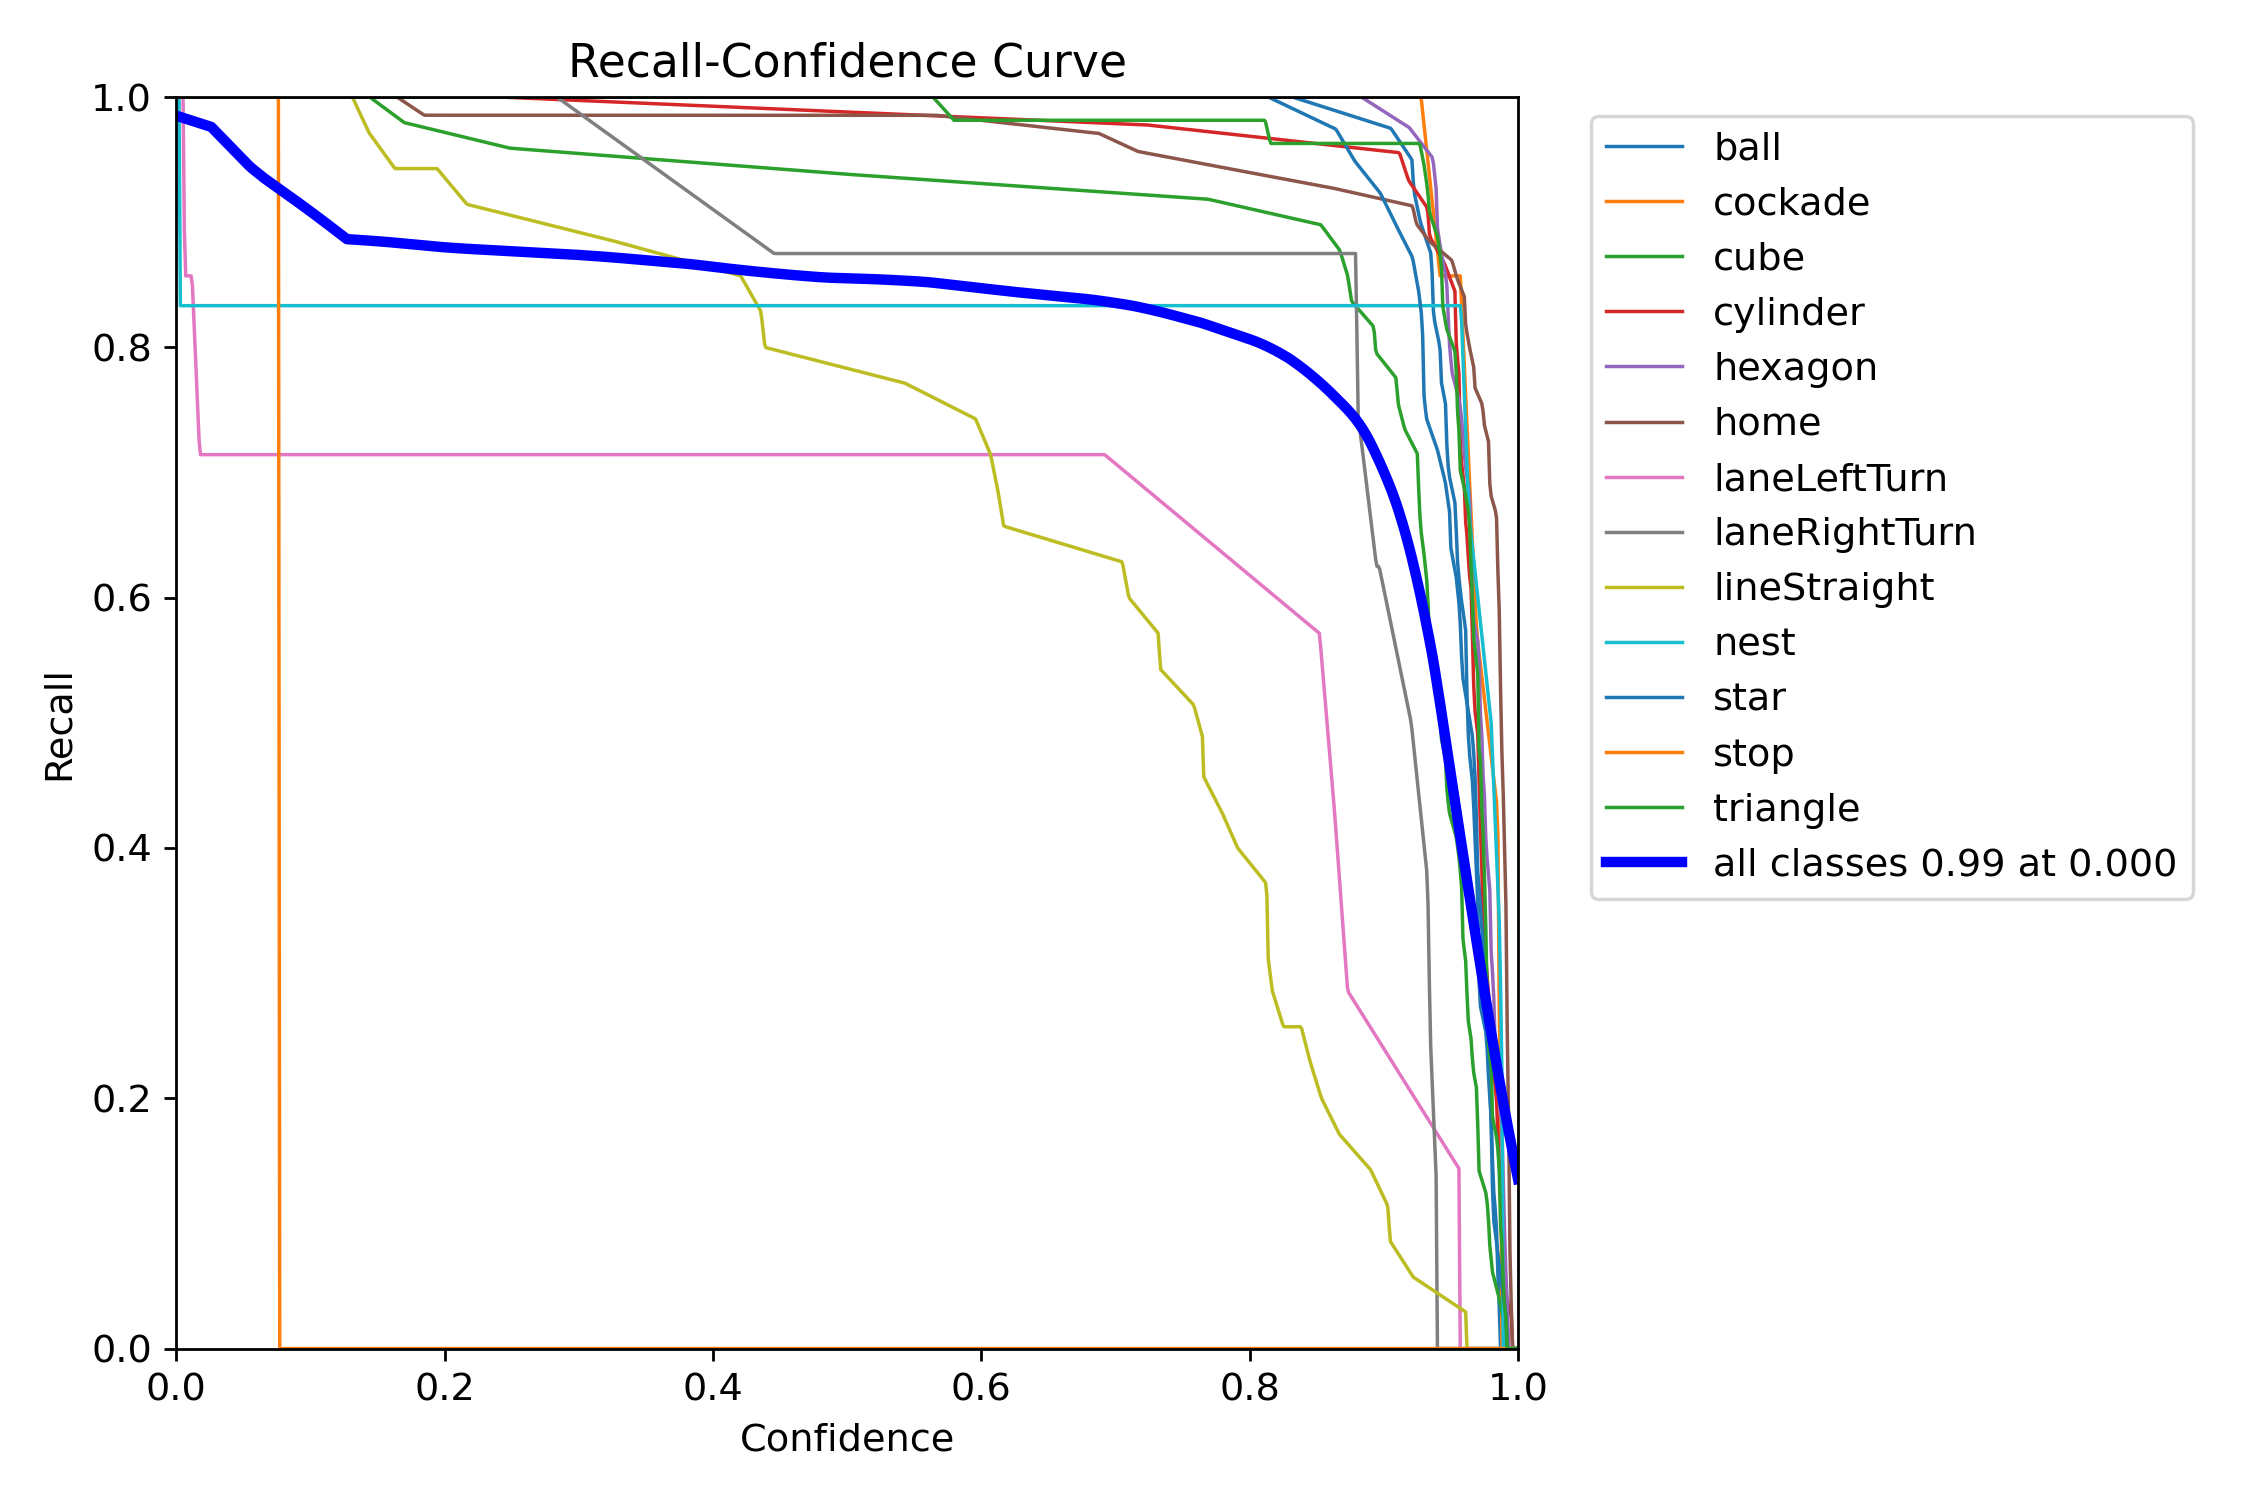 Recall-Confidence Curve
1.0
0.8
0.6
0.4
0.2
0.0
Recall
0.0 0.2 0.4 0.6 0.8 1.0
Confidence
ball
cockade
cube
cylinder
hexagon
home
laneLeftTurn
laneRightTurn
lineStraight
nest
star
stop
triangle
all classes 0.99 at 0.000